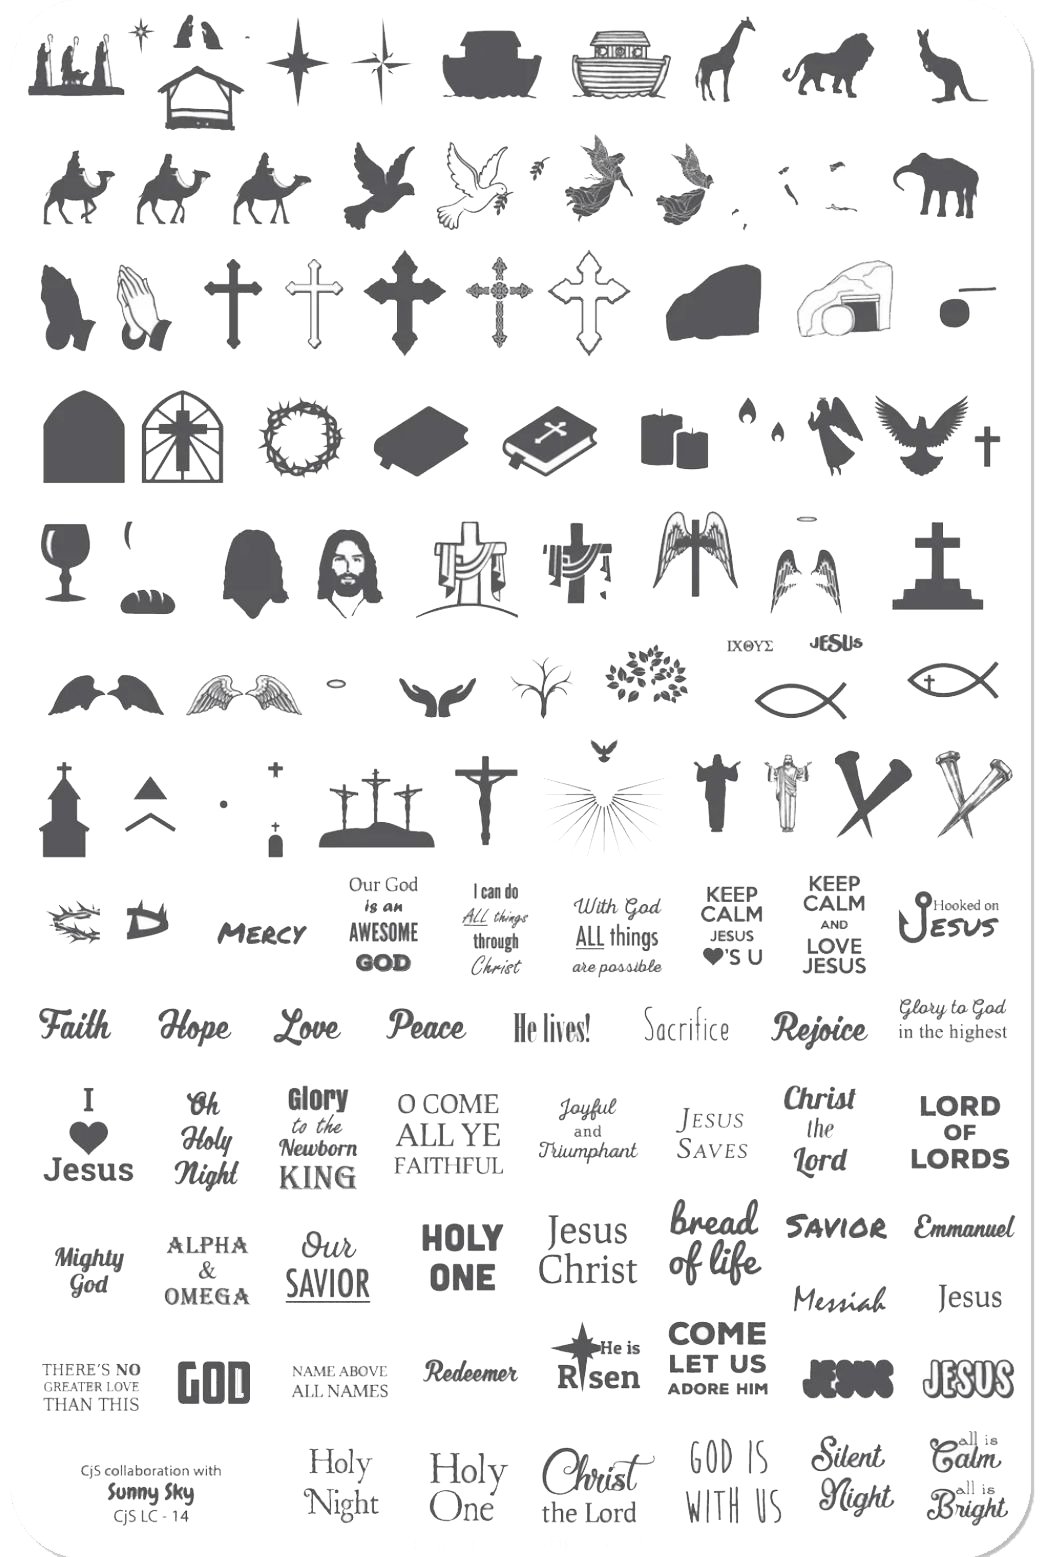 ΙΧΘΥΣ
JESUS
MERCY
Our God
is an
AWESOME
GOD
I can do
ALL things
through
Christ
With God
ALL things
are possible
KEEP
CALM
JESUS
♥'S U
KEEP
CALM
AND
LOVE
JESUS
Hooked on
JESUS
Faith
Hope
Love
Peace
He lives!
Sacrifice
Rejoice
Glory to God
in the highest
I
♥
Jesus
Oh
Holy
Night
Glory
to the
Newborn
KING
O COME
ALL YE
FAITHFUL
Joyful
and
Triumphant
JESUS
SAVES
Christ
the
Lord
LORD
OF
LORDS
Mighty
God
ALPHA
&
OMEGA
Our
SAVIOR
HOLY
ONE
Jesus
Christ
bread
of life
SAVIOR
Emmanuel
Messiah
Jesus
THERE'S NO
GREATER LOVE
THAN THIS
GOD
NAME ABOVE
ALL NAMES
Redeemer
He is
Risen
COME
LET US
ADORE HIM
JESUS
JESUS
CjS collaboration with
Sunny Sky
CjS LC - 14
Holy
Night
Holy
One
Christ
the Lord
GOD IS
WITH US
Silent
Night
all is
Calm
all is
Bright